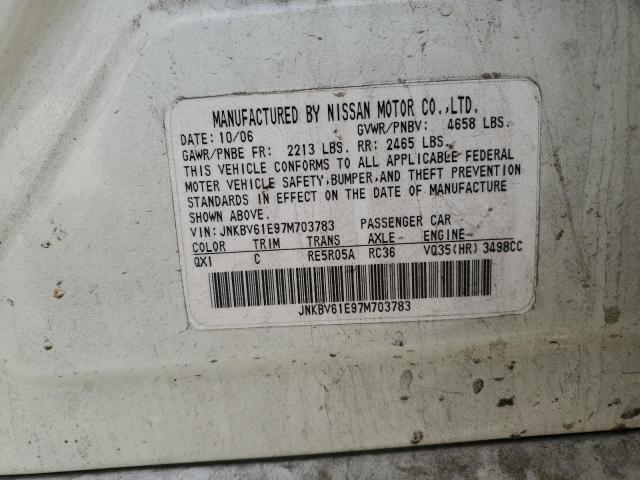 MANUFACTURED BY NISSAN MOTOR CO.,LTD.
DATE: 10/06 GVWR/PNBV: 4658 LBS.
GAWR/PNBE FR: 2213 LBS. RR: 2465 LBS.
THIS VEHICLE CONFORMS TO ALL APPLICABLE FEDERAL
MOTOR VEHICLE SAFETY,BUMPER,AND THEFT PREVENTION
STANDARDS IN EFFECT ON THE DATE OF MANUFACTURE
SHOWN ABOVE.
VIN: JNKBV61E97M703783 PASSENGER CAR
COLOR TRIM TRANS AXLE ENGINE
QX1 C RE5R05A RC36 VQ35(HR) 3498CC
JNKBV61E97M703783